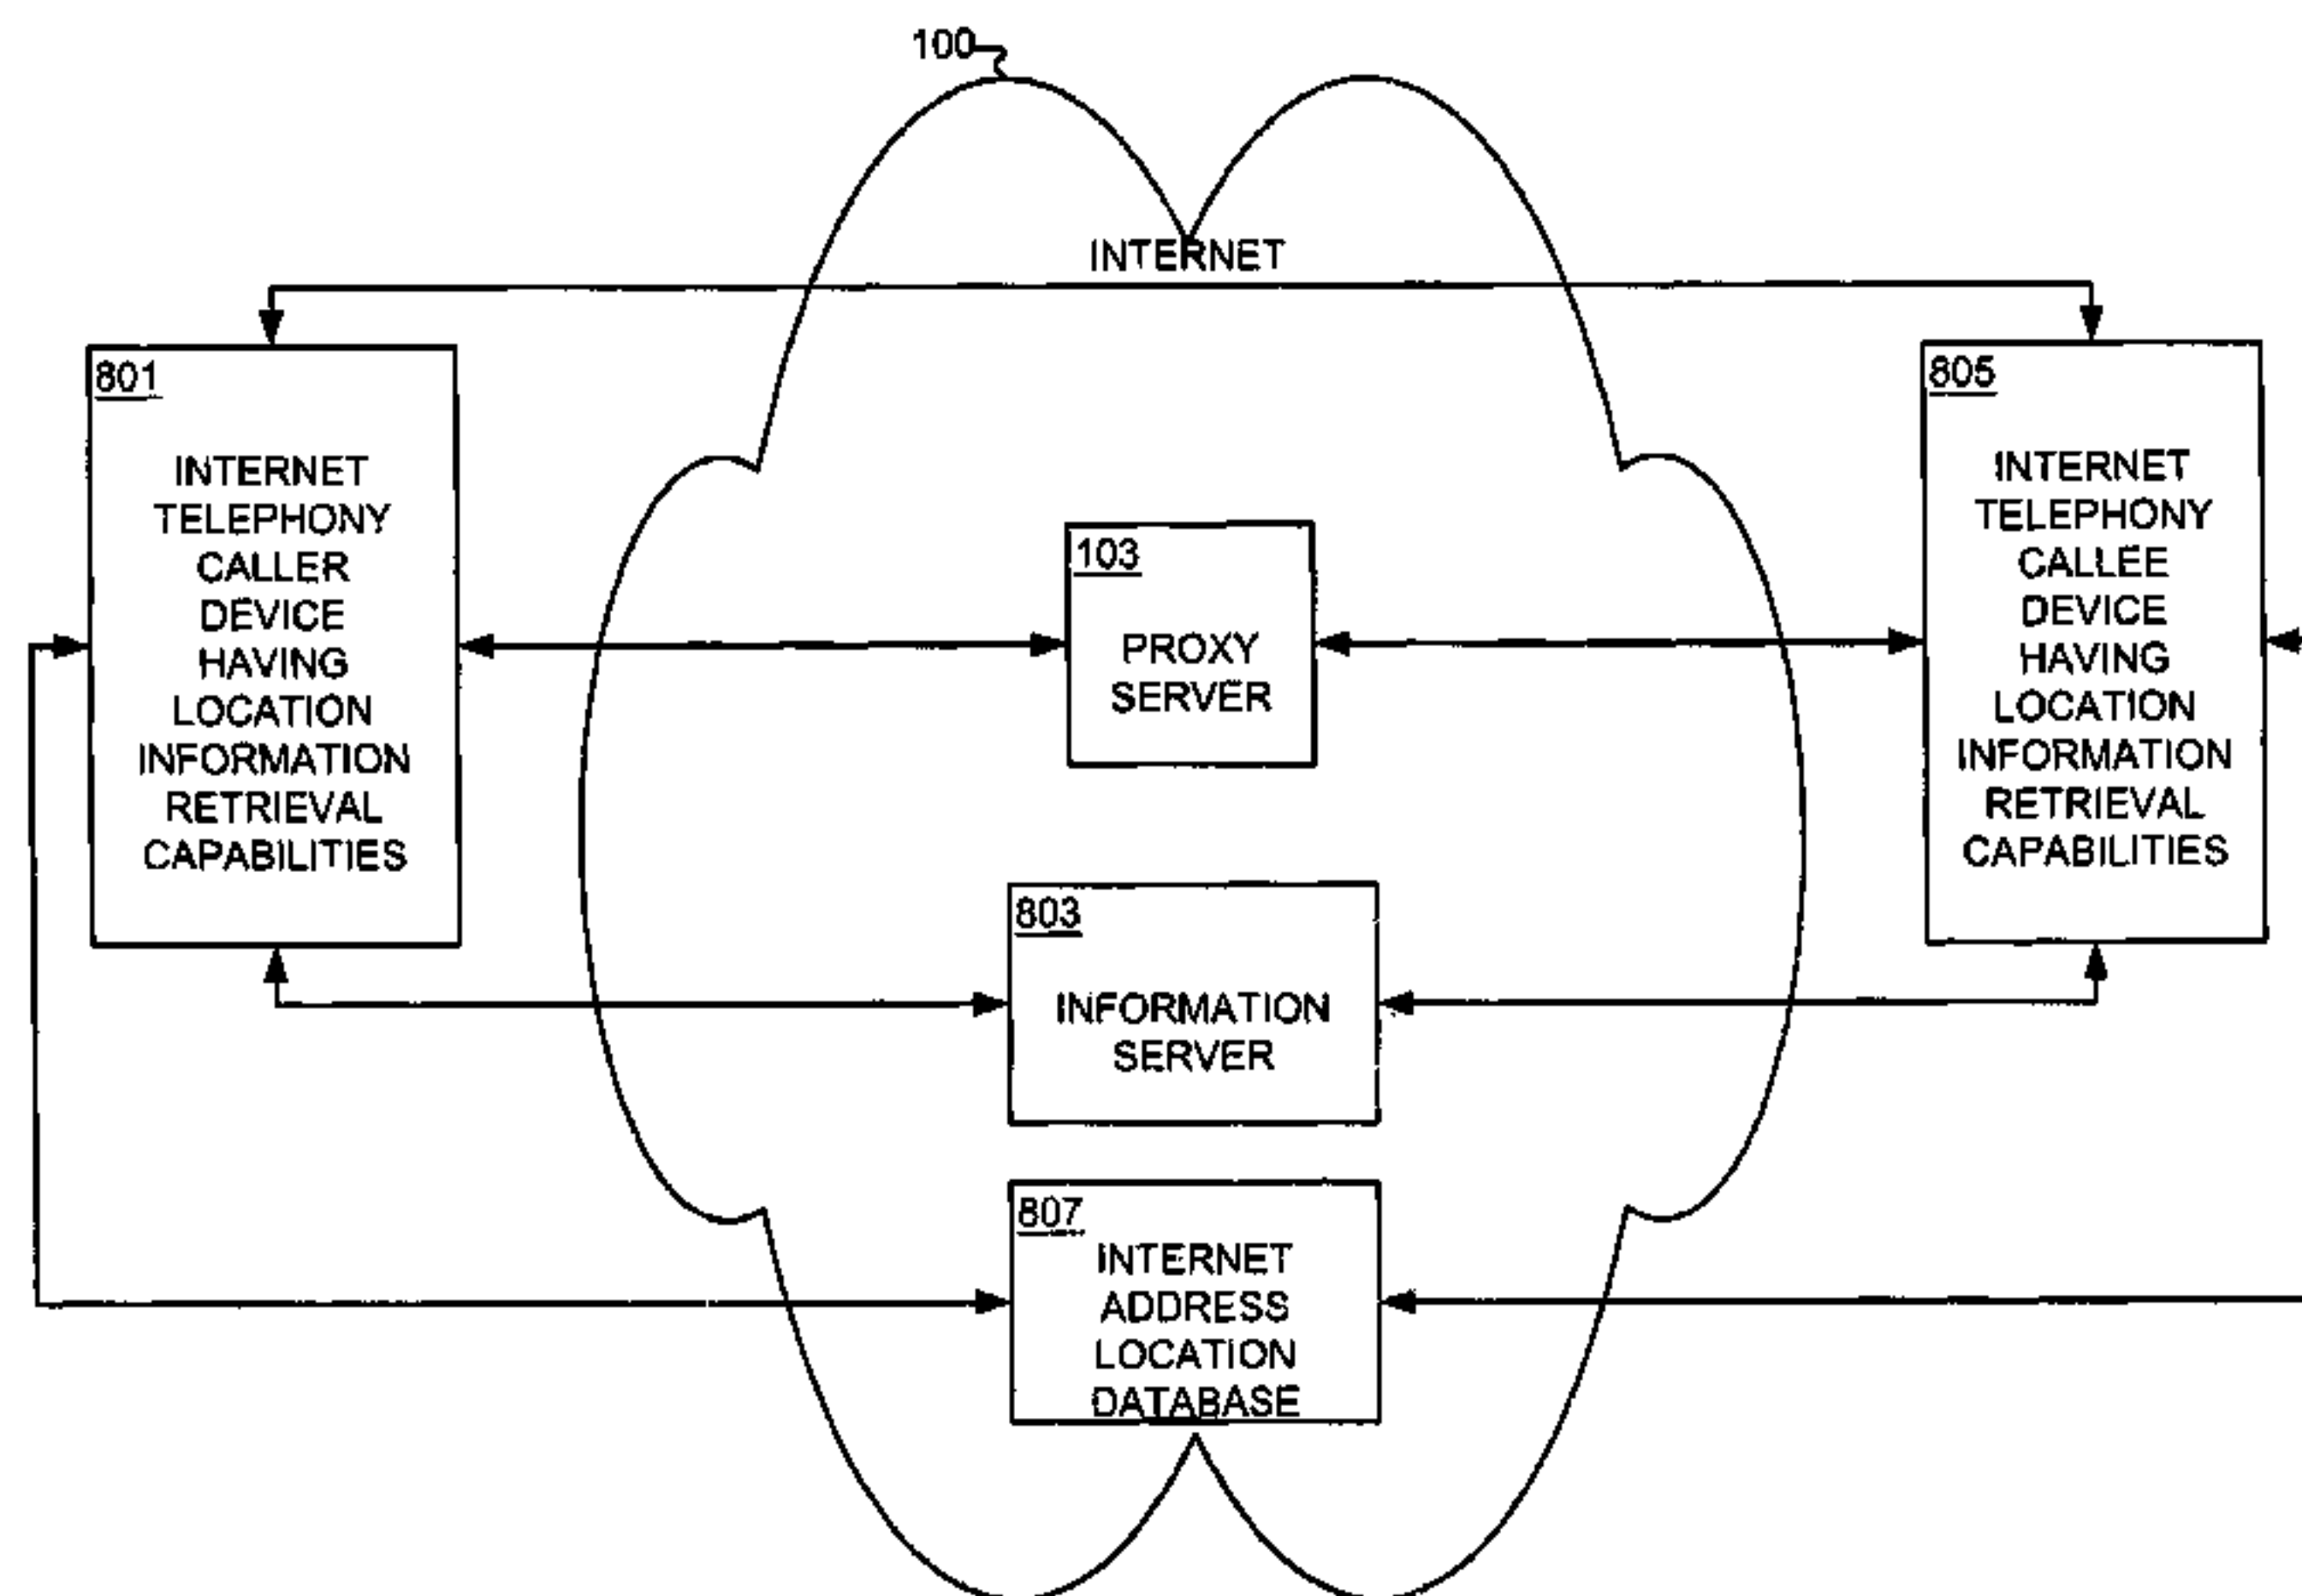 100
INTERNET
801
INTERNET
TELEPHONY
CALLER
DEVICE
HAVING
LOCATION
INFORMATION
RETRIEVAL
CAPABILITIES
103
PROXY
SERVER
805
INTERNET
TELEPHONY
CALLEE
DEVICE
HAVING
LOCATION
INFORMATION
RETRIEVAL
CAPABILITIES
803
INFORMATION
SERVER
807
INTERNET
ADDRESS
LOCATION
DATABASE